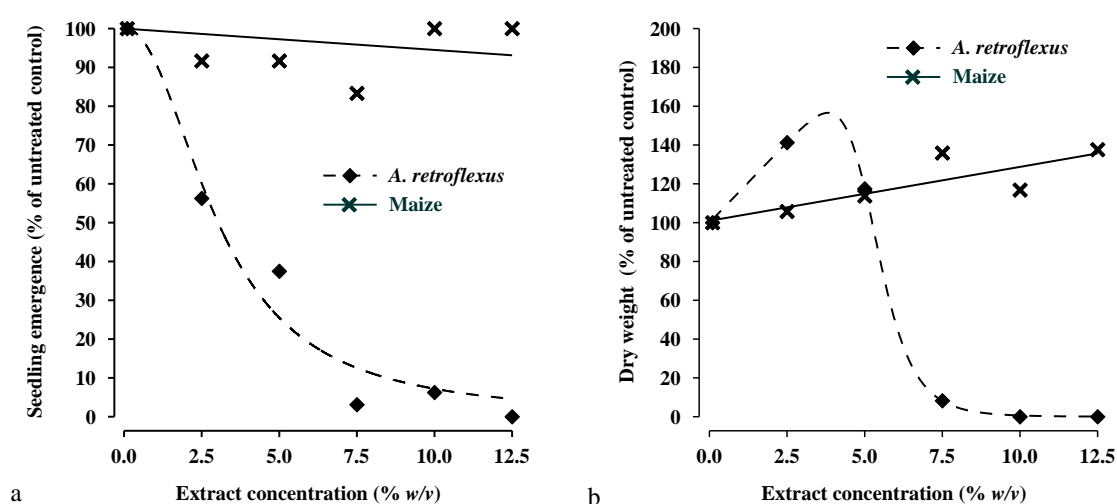 Seedling emergence (% of untreated control)
100
90
80
70
60
50
40
30
20
10
0
A. retroflexus
Maize
0.0 2.5 5.0 7.5 10.0 12.5
Extract concentration (% w/v)
a
Dry weight (% of untreated control)
200
180
160
140
120
100
80
60
40
20
0
A. retroflexus
Maize
0.0 2.5 5.0 7.5 10.0 12.5
Extract concentration (% w/v)
b